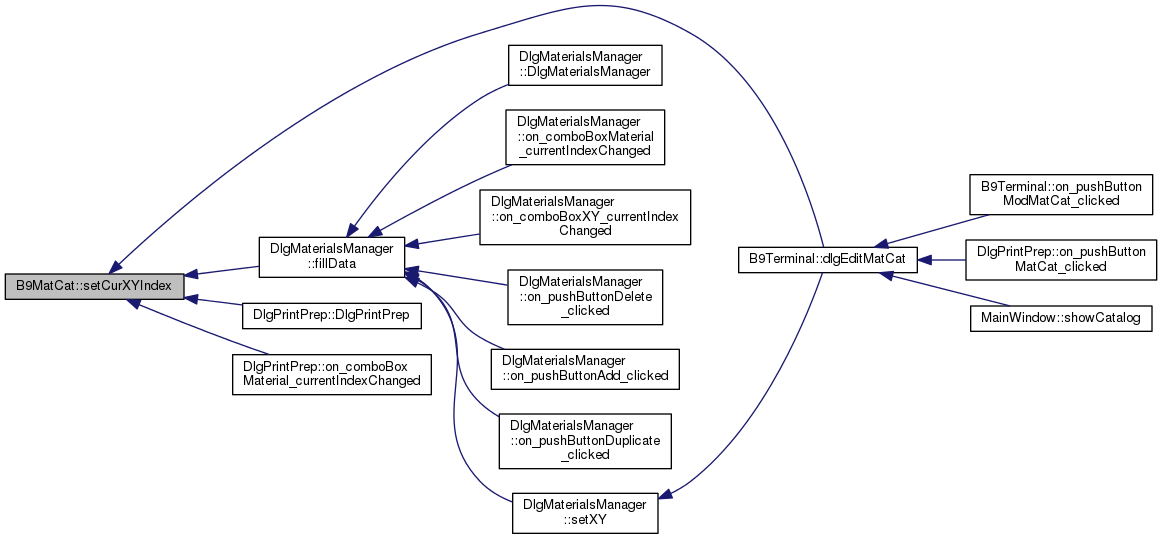 B9MatCat::setCurXYIndex
DlgMaterialsManager
::fillData
DlgPrintPrep::DlgPrintPrep
DlgPrintPrep::on_comboBox
Material_currentIndexChanged
DlgMaterialsManager
::DlgMaterialsManager
DlgMaterialsManager
::on_comboBoxMaterial
_currentIndexChanged
DlgMaterialsManager
::on_comboBoxXY_currentIndex
Changed
DlgMaterialsManager
::on_pushButtonDelete
_clicked
DlgMaterialsManager
::on_pushButtonAdd_clicked
DlgMaterialsManager
::on_pushButtonDuplicate
_clicked
DlgMaterialsManager
::setXY
B9Terminal::dlgEditMatCat
B9Terminal::on_pushButton
ModMatCat_clicked
DlgPrintPrep::on_pushButton
MatCat_clicked
MainWindow::showCatalog